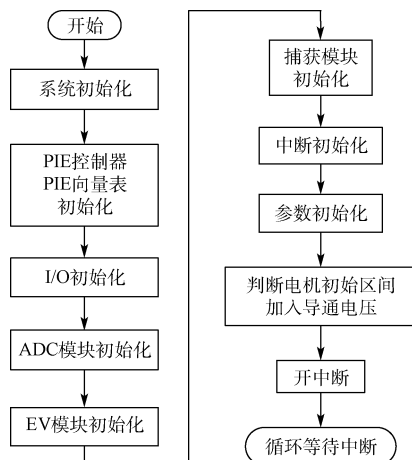 开始
系统初始化
PIE控制器
PIE向量表
初始化
I/O初始化
ADC模块初始化
EV模块初始化
捕获模块
初始化
中断初始化
参数初始化
判断电机初始区间
加入导通电压
开中断
循环等待中断